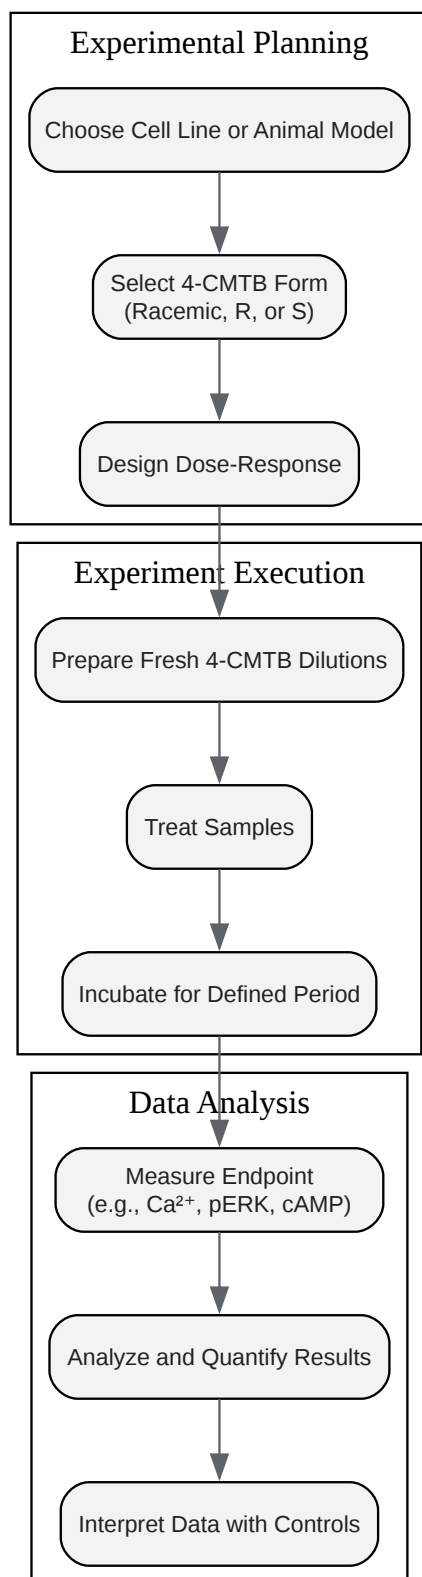 Experimental Planning
Choose Cell Line or Animal Model
Select 4-CMTB Form
(Racemic, R, or S)
Design Dose-Response
Experiment Execution
Prepare Fresh 4-CMTB Dilutions
Treat Samples
Incubate for Defined Period
Data Analysis
Measure Endpoint
(e.g., Ca²⁺, pERK, cAMP)
Analyze and Quantify Results
Interpret Data with Controls